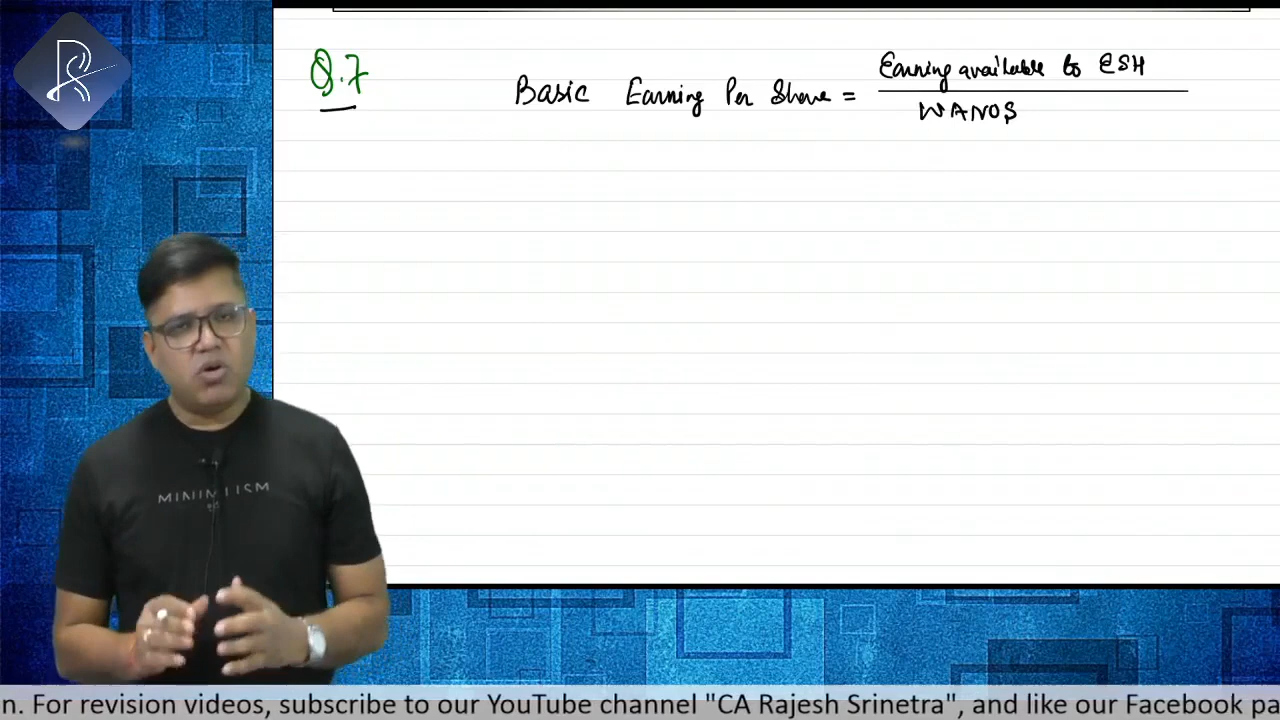 Q.7
Basic Earning Per Share = Earning available to ESH
WANOS
MINIMLISM
n. For revision videos, subscribe to our YouTube channel "CA Rajesh Srinetra", and like our Facebook pa